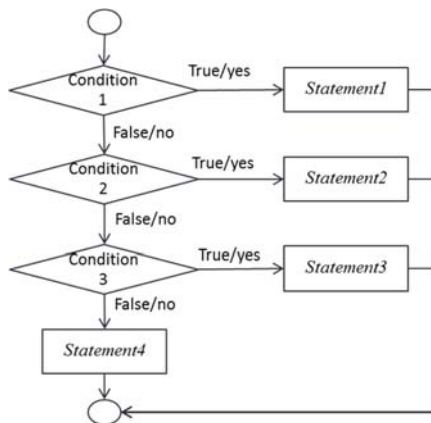 Condition
1
True/yes
Statement1
False/no
Condition
2
True/yes
Statement2
False/no
Condition
3
True/yes
Statement3
False/no
Statement4